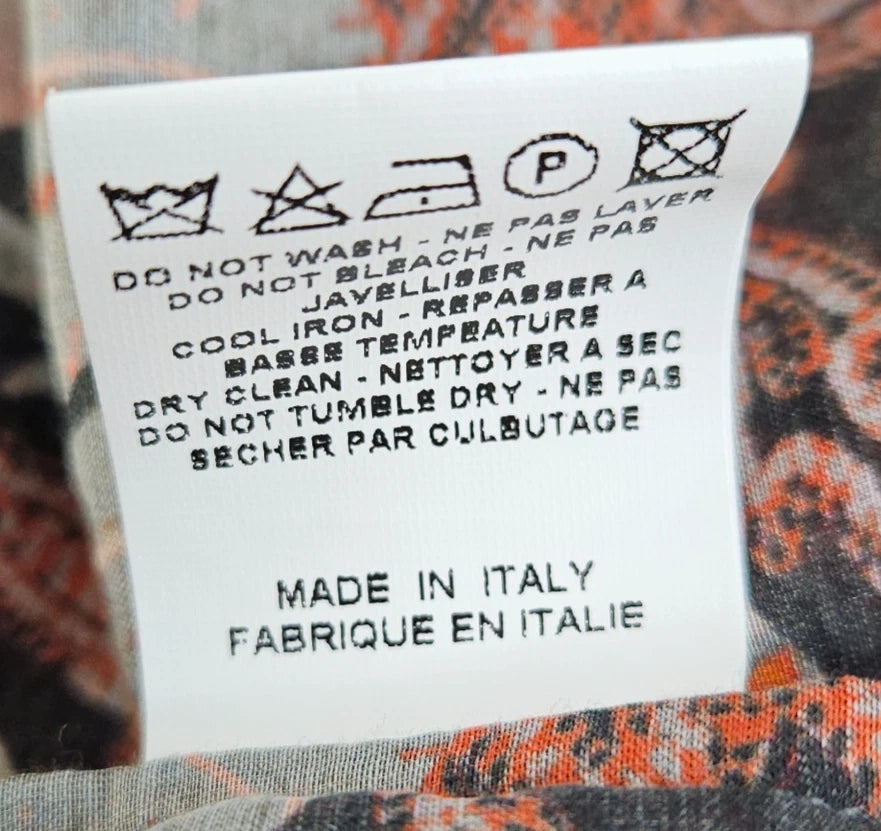 P
DO NOT WASH - NE PAS LAVER
DO NOT BLEACH - NE PAS
JAVELLISER
COOL IRON - REPASSER A
BASSE TEMPEATURE
DRY CLEAN - NETTOYER A SEC
DO NOT TUMBLE DRY - NE PAS
SECHER PAR CULBUTAGE
MADE IN ITALY
FABRIQUE EN ITALIE